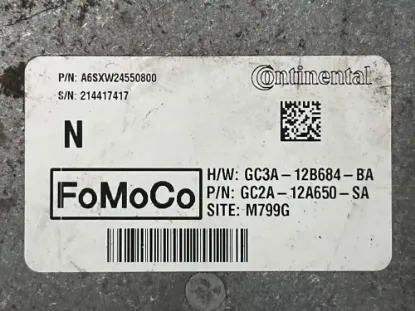 P/N: A6SXW24550800
Continental
S/N: 214417417
N
H/W: GC3A-12B684-BA
FoMoCo
P/N: GC2A-12A650-SA
SITE: M799G